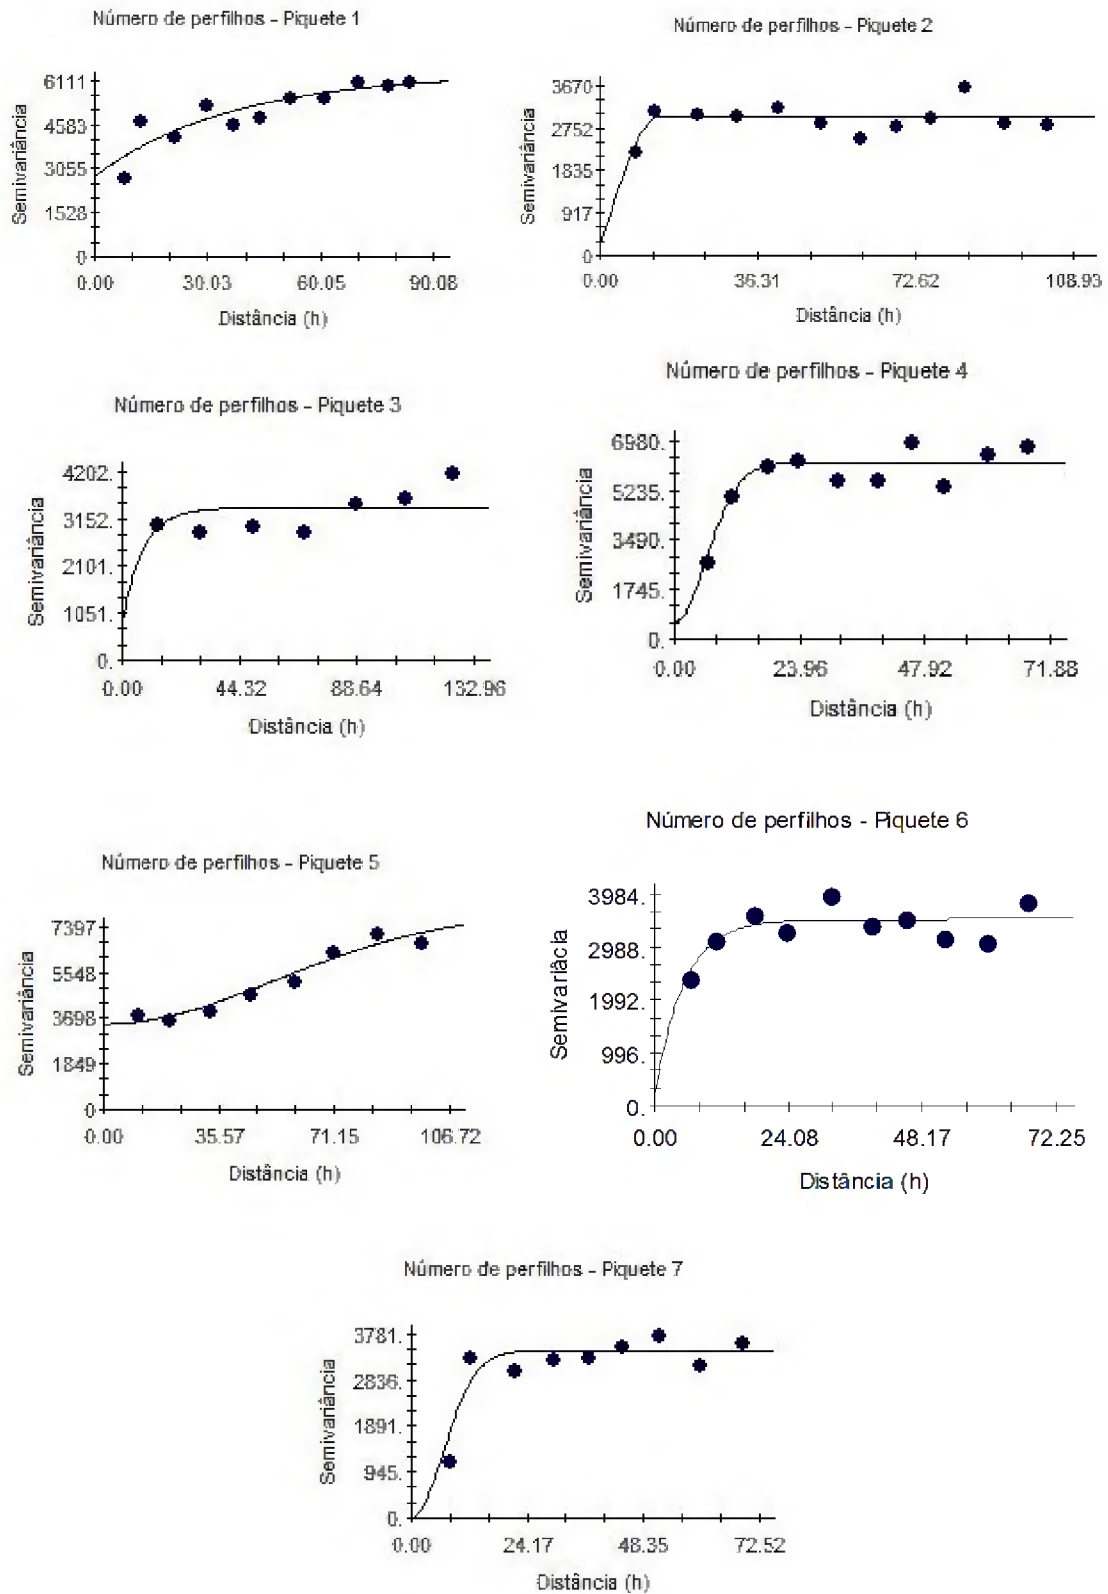 Número de perfilhos - Piquete 1
Semivariância
6111
4583
3055
1528
0
0.00 30.03 60.05 90.08
Distância (h)
Número de perfilhos - Piquete 2
Semivariância
3670
2752
1835
917
0
0.00 36.31 72.62 108.93
Distância (h)
Número de perfilhos - Piquete 3
Semivariância
4202.
3152.
2101.
1051.
0.
0.00 44.32 88.64 132.96
Distância (h)
Número de perfilhos - Piquete 4
Semivariância
6980.
5235.
3490.
1745.
0.
0.00 23.96 47.92 71.88
Distância (h)
Número de perfilhos - Piquete 5
Semivariância
7397
5548
3698
1849
0
0.00 35.57 71.15 106.72
Distância (h)
Número de perfilhos - Piquete 6
Semivariâcia
3984.
2988.
1992.
996.
0.
0.00 24.08 48.17 72.25
Distância (h)
Número de perfilhos - Piquete 7
Semivariância
3781.
2836.
1891.
945.
0.
0.00 24.17 48.35 72.52
Distância (h)